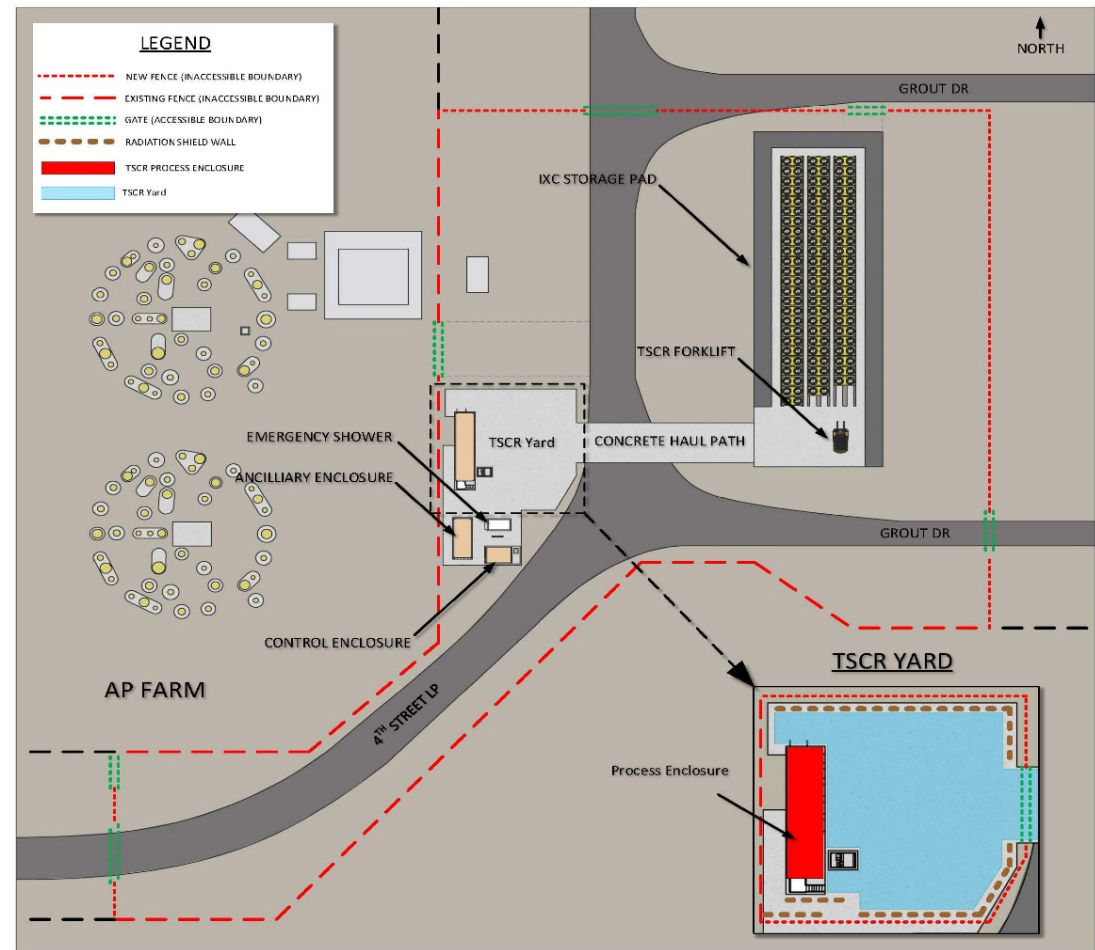 LEGEND
NEW FENCE (INACCESSIBLE BOUNDARY)
EXISTING FENCE (INACCESSIBLE BOUNDARY)
GATE (ACCESSIBLE BOUNDARY)
RADIATION SHIELD WALL
TSCR PROCESS ENCLOSURE
TSCR Yard
NORTH
GROUT DR
IXC STORAGE PAD
TSCR FORKLIFT
EMERGENCY SHOWER
TSCR Yard
CONCRETE HAUL PATH
ANCILLIARY ENCLOSURE
GROUT DR
CONTROL ENCLOSURE
TSCR YARD
AP FARM
4TH STREET LP
Process Enclosure